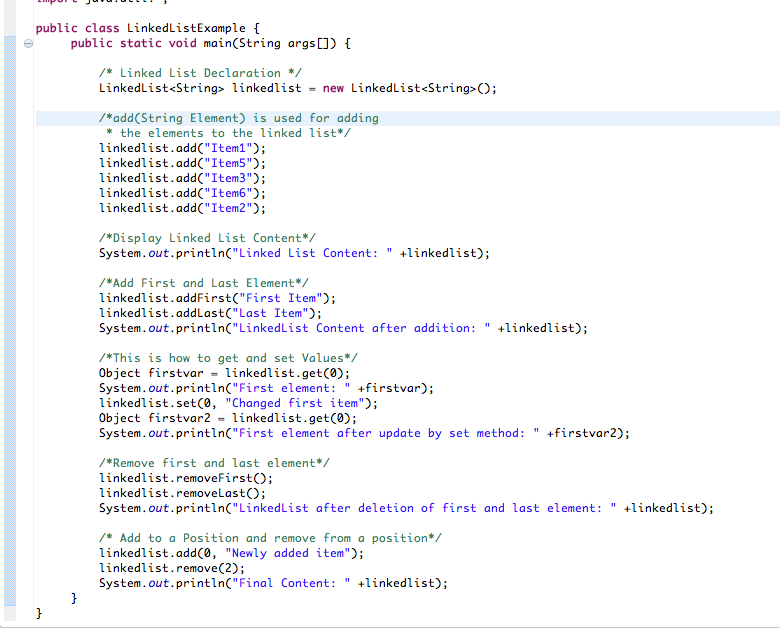 import java.util.*;
public class LinkedListExample {
public static void main(String args[]) {
/* Linked List Declaration */
LinkedList<String> linkedlist = new LinkedList<String>();
/*add(String Element) is used for adding
* the elements to the linked list*/
linkedlist.add("Item1");
linkedlist.add("Item5");
linkedlist.add("Item3");
linkedlist.add("Item6");
linkedlist.add("Item2");
/*Display Linked List Content*/
System.out.println("Linked List Content: " +linkedlist);
/*Add First and Last Element*/
linkedlist.addFirst("First Item");
linkedlist.addLast("Last Item");
System.out.println("LinkedList Content after addition: " +linkedlist);
/*This is how to get and set Values*/
Object firstvar = linkedlist.get(0);
System.out.println("First element: " +firstvar);
linkedlist.set(0, "Changed first item");
Object firstvar2 = linkedlist.get(0);
System.out.println("First element after update by set method: " +firstvar2);
/*Remove first and last element*/
linkedlist.removeFirst();
linkedlist.removeLast();
System.out.println("LinkedList after deletion of first and last element: " +linkedlist);
/* Add to a Position and remove from a position*/
linkedlist.add(0, "Newly added item");
linkedlist.remove(2);
System.out.println("Final Content: " +linkedlist);
}
}